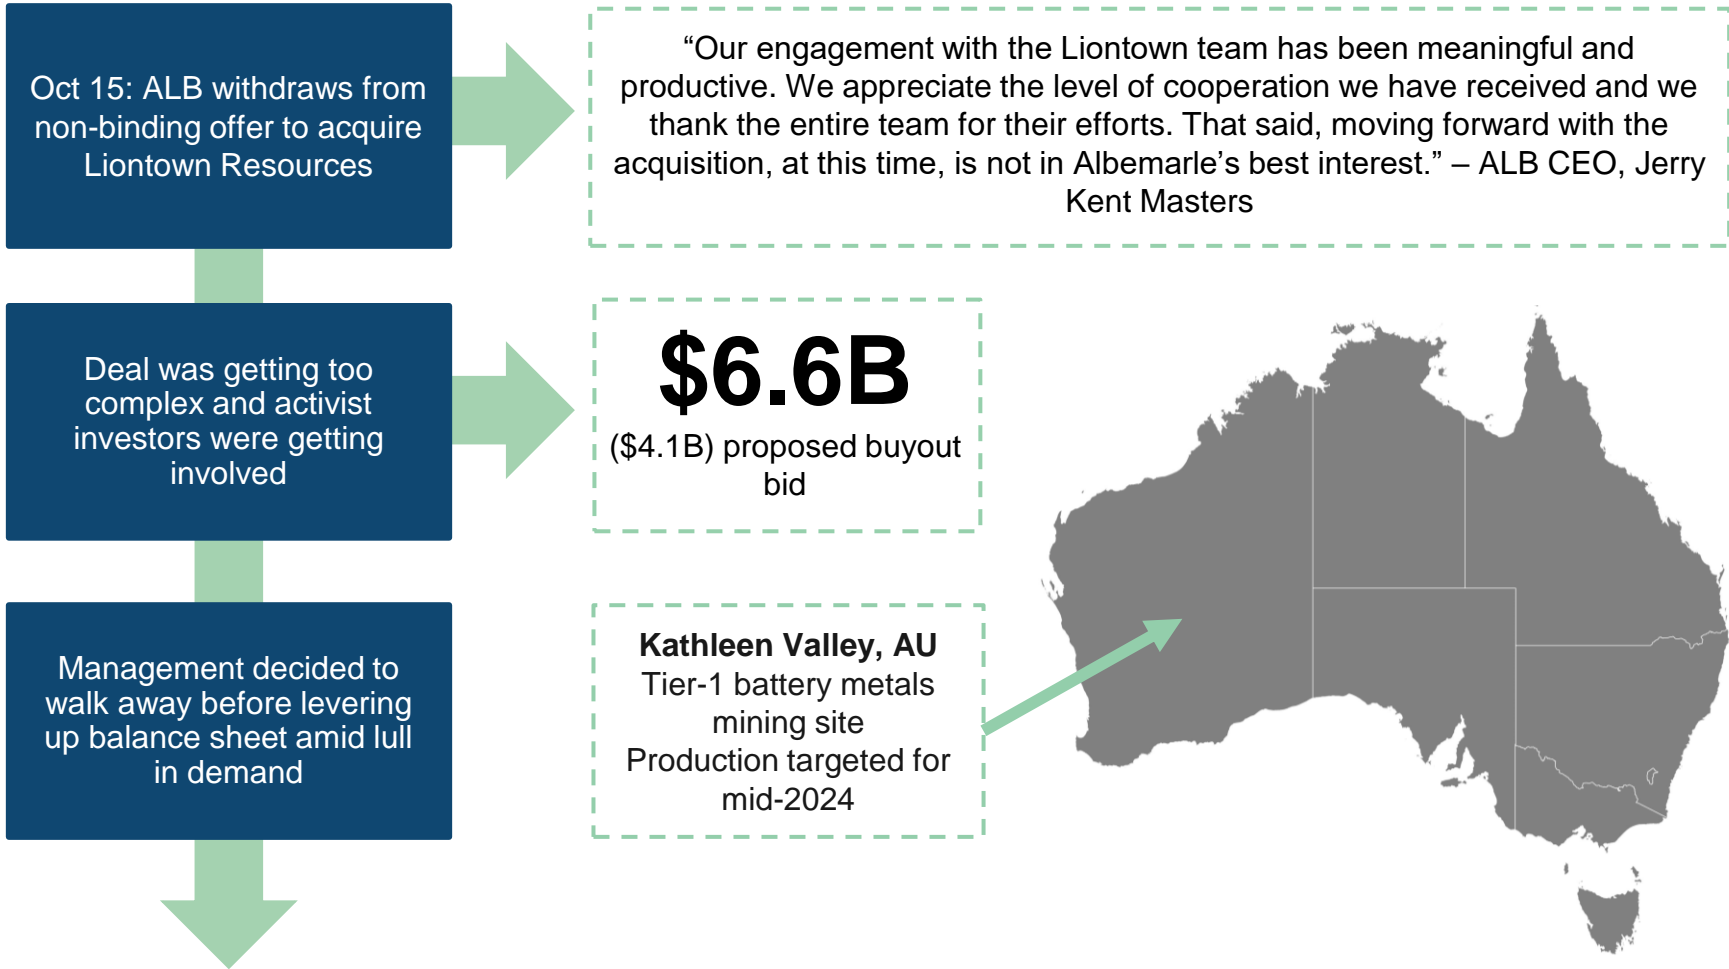 Oct 15: ALB withdraws from
non-binding offer to acquire
Liontown Resources
“Our engagement with the Liontown team has been meaningful and
productive. We appreciate the level of cooperation we have received and we
thank the entire team for their efforts. That said, moving forward with the
acquisition, at this time, is not in Albemarle’s best interest.” – ALB CEO, Jerry
Kent Masters
Deal was getting too
complex and activist
investors were getting
involved
$6.6B
($4.1B) proposed buyout
bid
Management decided to
walk away before levering
up balance sheet amid lull
in demand
Kathleen Valley, AU
Tier-1 battery metals
mining site
Production targeted for
mid-2024